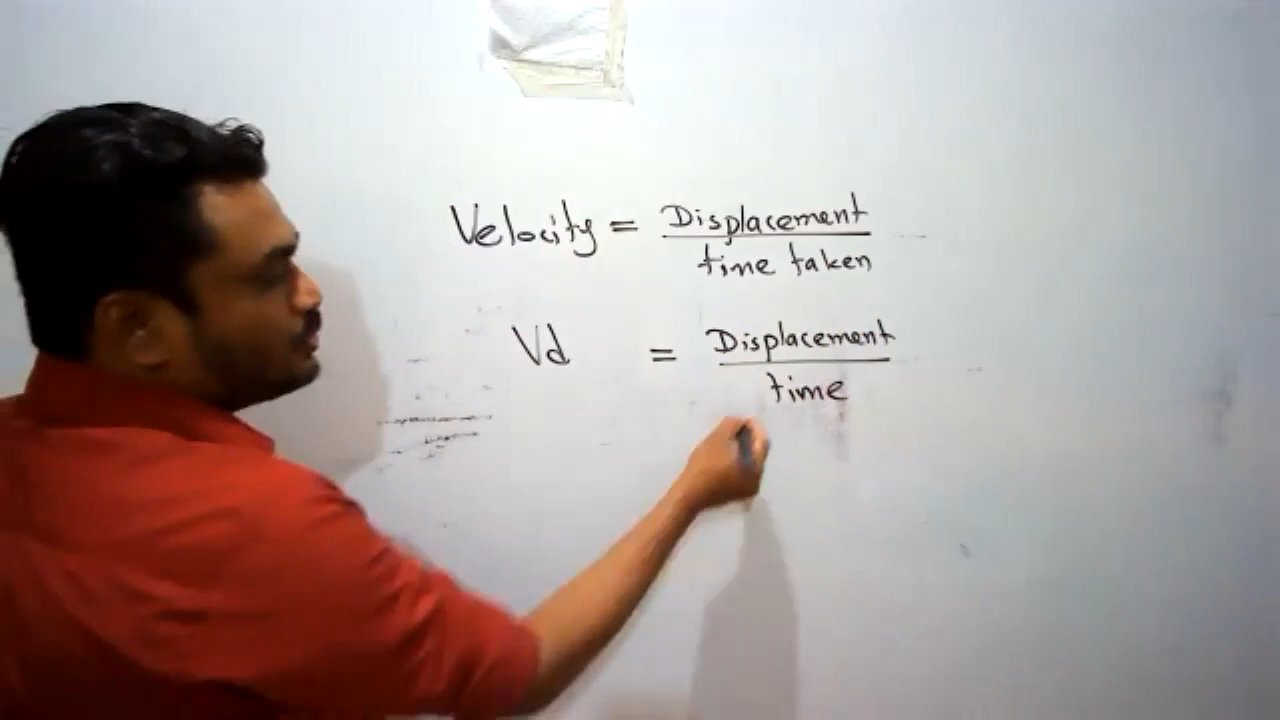 Velocity = Displacement / time taken
Vd = Displacement / time